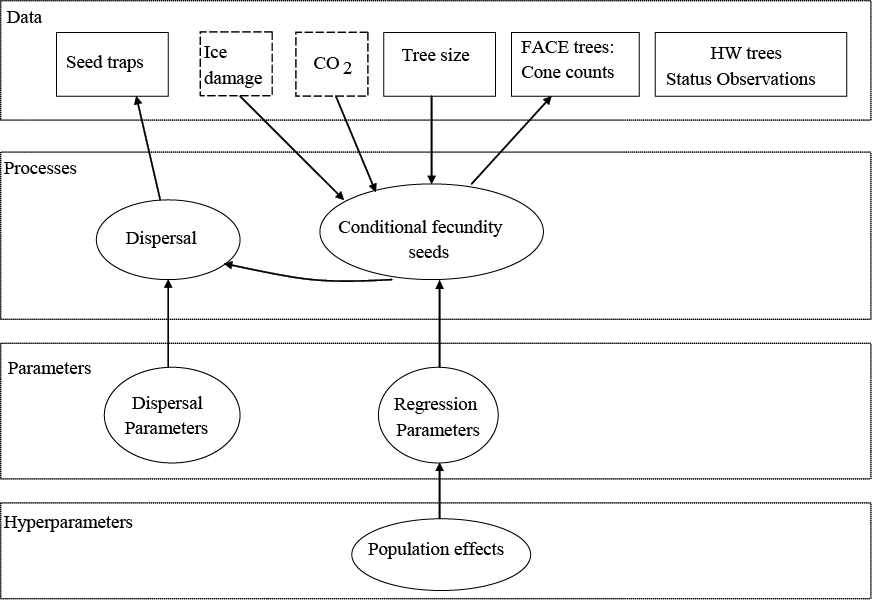 Data
Seed traps
Ice
damage
CO 2
Tree size
FACE trees:
Cone counts
HW trees
Status Observations
Processes
Dispersal
Conditional fecundity
seeds
Parameters
Dispersal
Parameters
Regression
Parameters
Hyperparameters
Population effects